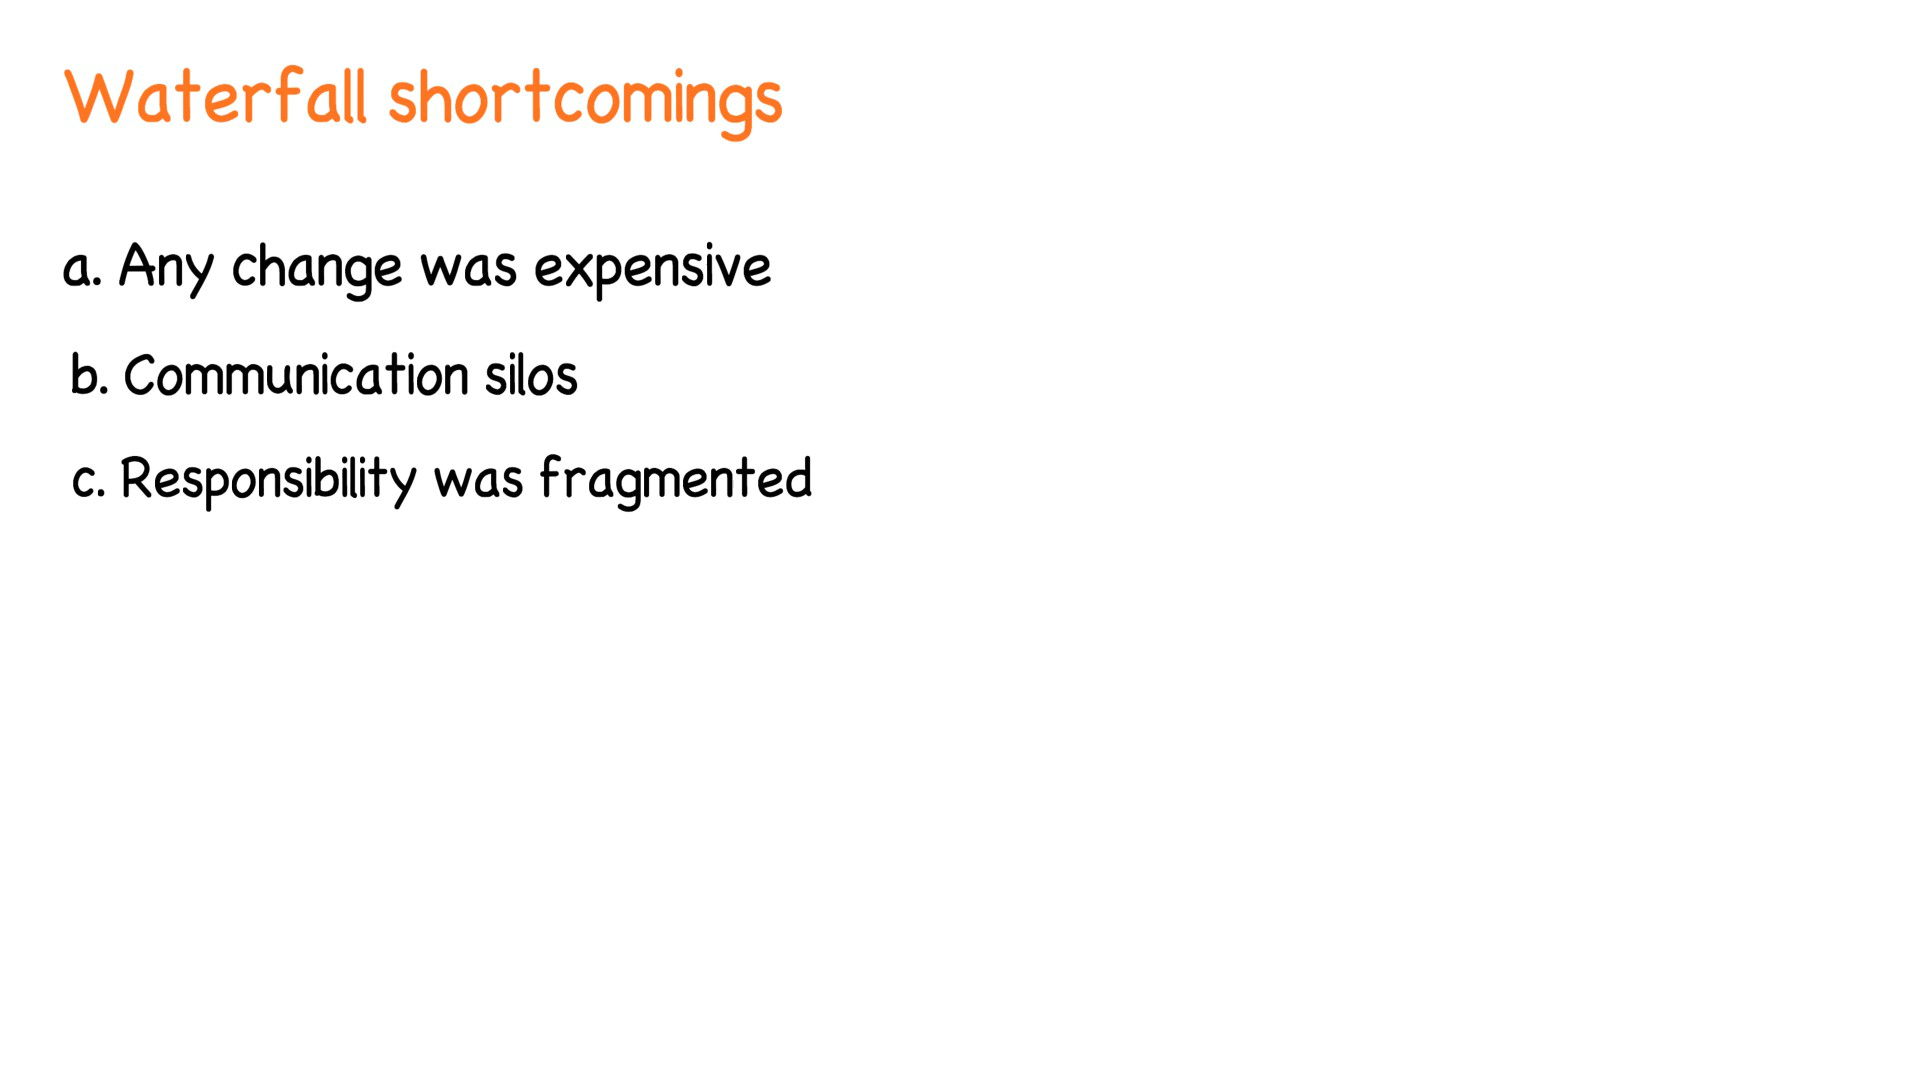 Waterfall shortcomings
a. Any change was expensive
b. Communication silos
c. Responsibility was fragmented